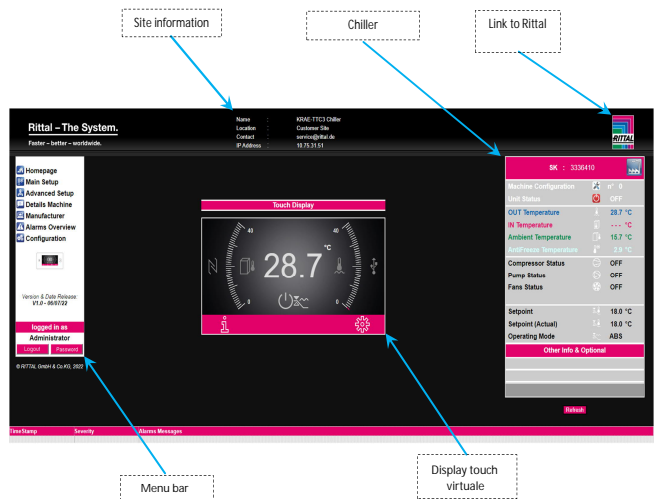 Site information
Chiller
Link to Rittal
Rittal – The System.
Faster – better – worldwide.
Name : KRAE-TTC3 Chiller
Location : Customer Site
Contact : service@rittal.de
IP Address : 10.75.31.51
RITTAL
Homepage
Main Setup
Advanced Setup
Details Machine
Manufacturer
Alarms Overview
Configuration
Version & Date Release:
V1.0 - 06/07/22
logged in as
Administrator
Logout Password
© RITTAL GmbH & Co.KG, 2022
Touch Display
40 40
28.7 °C
0 0
SK : 3336410
Machine Configuration n° 0
Unit Status OFF
OUT Temperature 28.7 °C
IN Temperature - - - °C
Ambient Temperature 15.7 °C
AntiFreeze Temperature 2.9 °C
Compressor Status OFF
Pump Status OFF
Fans Status OFF
Setpoint 18.0 °C
Setpoint (Actual) 18.0 °C
Operating Mode ABS
Other Info & Optional
Refresh
TimeStamp Severity Alarms Messages
Menu bar
Display touch
virtuale